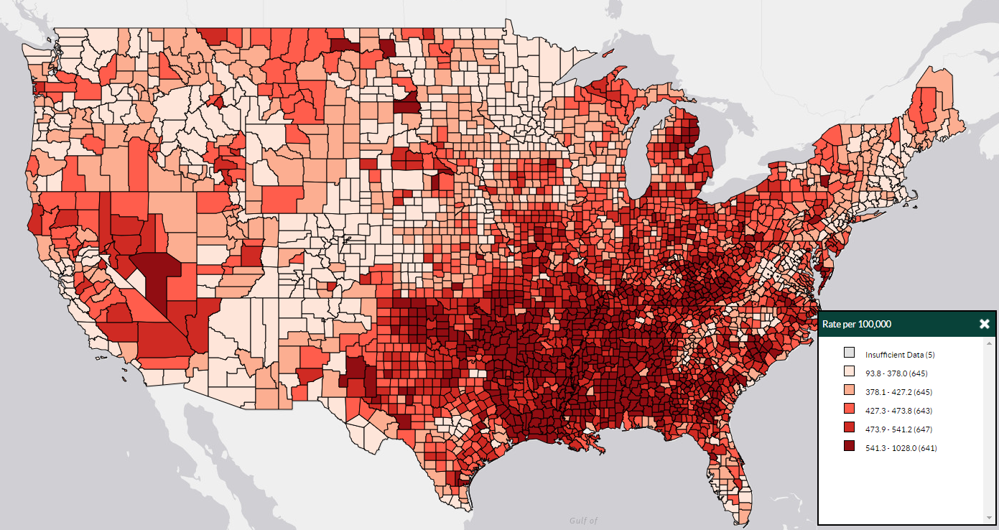 Rate per 100,000
Insufficient Data (5)
93.8 - 378.0 (645)
378.1 - 427.2 (645)
427.3 - 473.8 (643)
473.9 - 541.2 (647)
541.3 - 1028.0 (641)
Gulf of